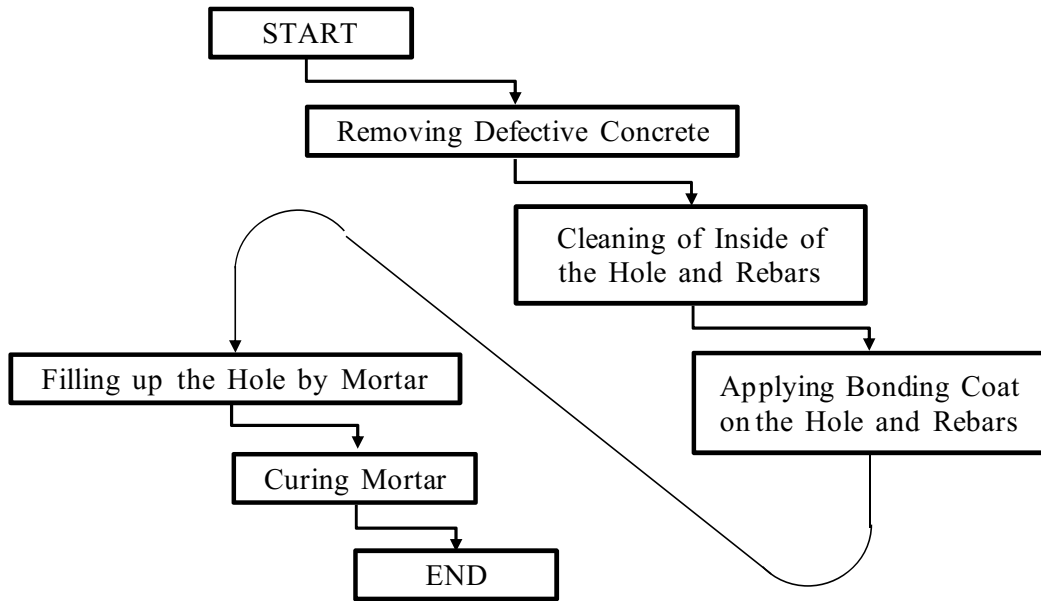 START
Removing Defective Concrete
Cleaning of Inside of
the Hole and Rebars
Applying Bonding Coat
on the Hole and Rebars
Filling up the Hole by Mortar
Curing Mortar
END